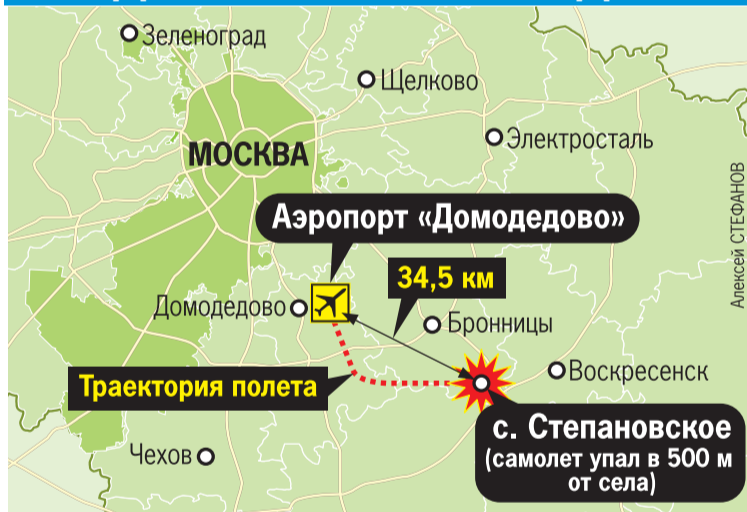 Зеленоград
Щелково
Электросталь
МОСКВА
Алексей СТЕФАНОВ
Аэропорт «Домодедово»
34,5 км
Домодедово
Бронницы
Траектория полета
Воскресенск
с. Степановское
(самолет упал в 500 м
от села)
Чехов